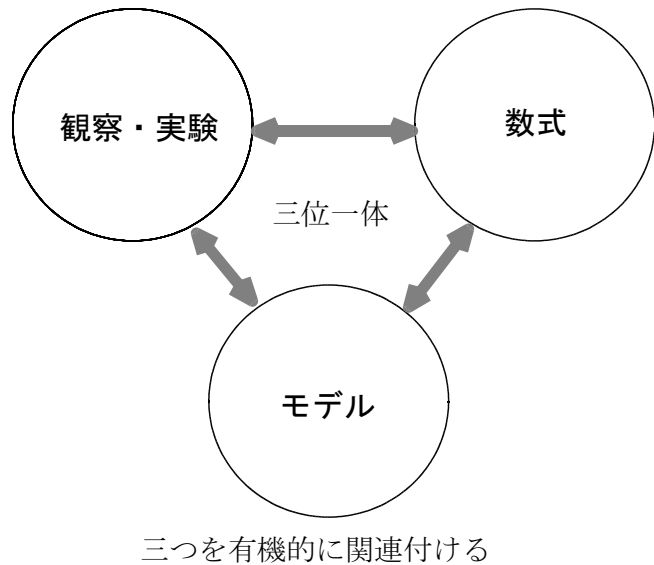 観察・実験
数式
三位一体
モデル
三つを有機的に関連付ける